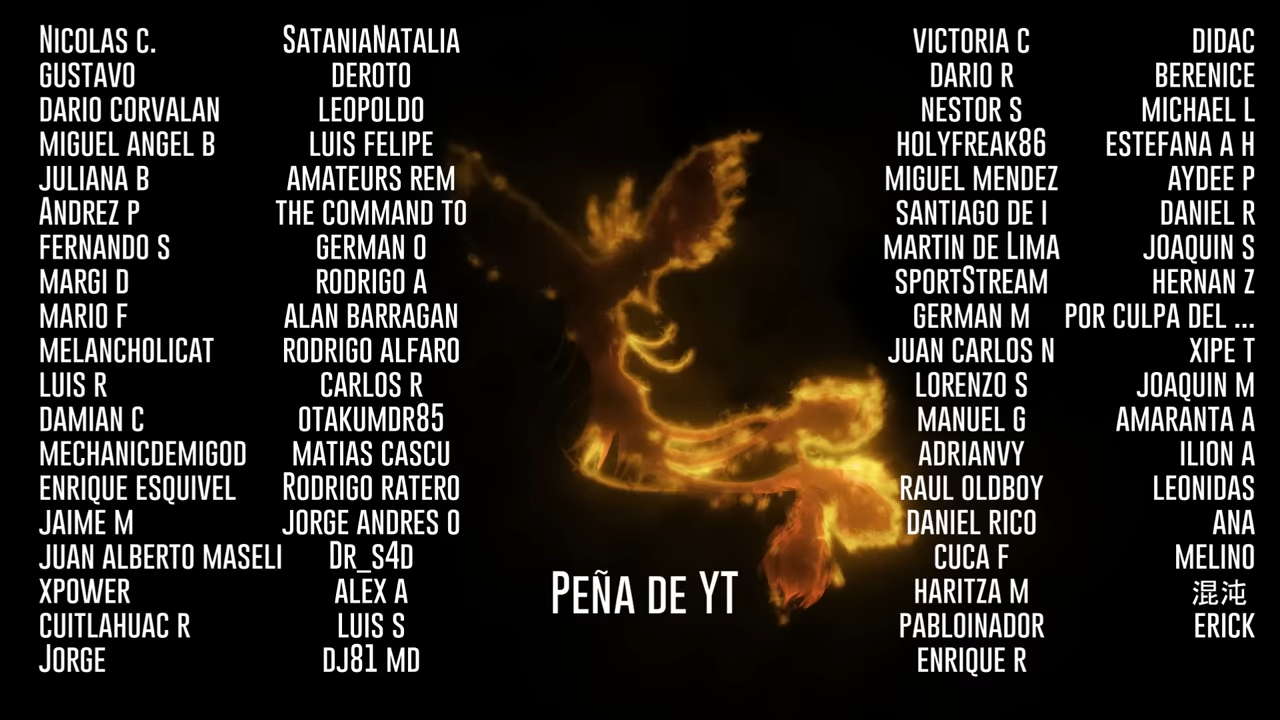 Nicolas C.
GUSTAVO
DARIO CORVALAN
MIGUEL ANGEL B
JULIANA B
Andrez P
FERNANDO S
MARGI D
MARIO F
MELANCHOLICAT
LUIS R
DAMIAN C
MECHANICDEMIGOD
ENRIQUE ESQUIVEL
JAIME M
JUAN ALBERTO MASELI
XPOWER
CUITLAHUAC R
Jorge
SataniaNatalia
DEROTO
LEOPOLDO
LUIS FELIPE
AMATEURS REM
THE COMMAND TO
GERMAN O
RODRIGO A
ALAN BARRAGAN
RODRIGO ALFARO
CARLOS R
OTAKUMDR85
MATIAS CASCU
Rodrigo RATERO
JORGE ANDRES O
Dr_s4d
ALEX A
LUIS S
DJ81 MD
Peña de YT
VICTORIA C
DARIO R
NESTOR S
HOLYFREAK86
MIGUEL MENDEZ
SANTIAGO DE I
MARTIN DE Lima
SPORTStream
GERMAN M
JUAN CARLOS N
LORENZO S
MANUEL G
ADRIANVY
RAUL OLDBOY
DANIEL RICO
CUCA F
HARITZA M
PABLOINADOR
ENRIQUE R
DIDAC
BERENICE
MICHAEL L
ESTEFANA A H
AYDEE P
DANIEL R
JOAQUIN S
HERNAN Z
POR CULPA DEL ...
XIPE T
JOAQUIN M
AMARANTA A
ILION A
LEONIDAS
ANA
MELINO
混沌
ERICK